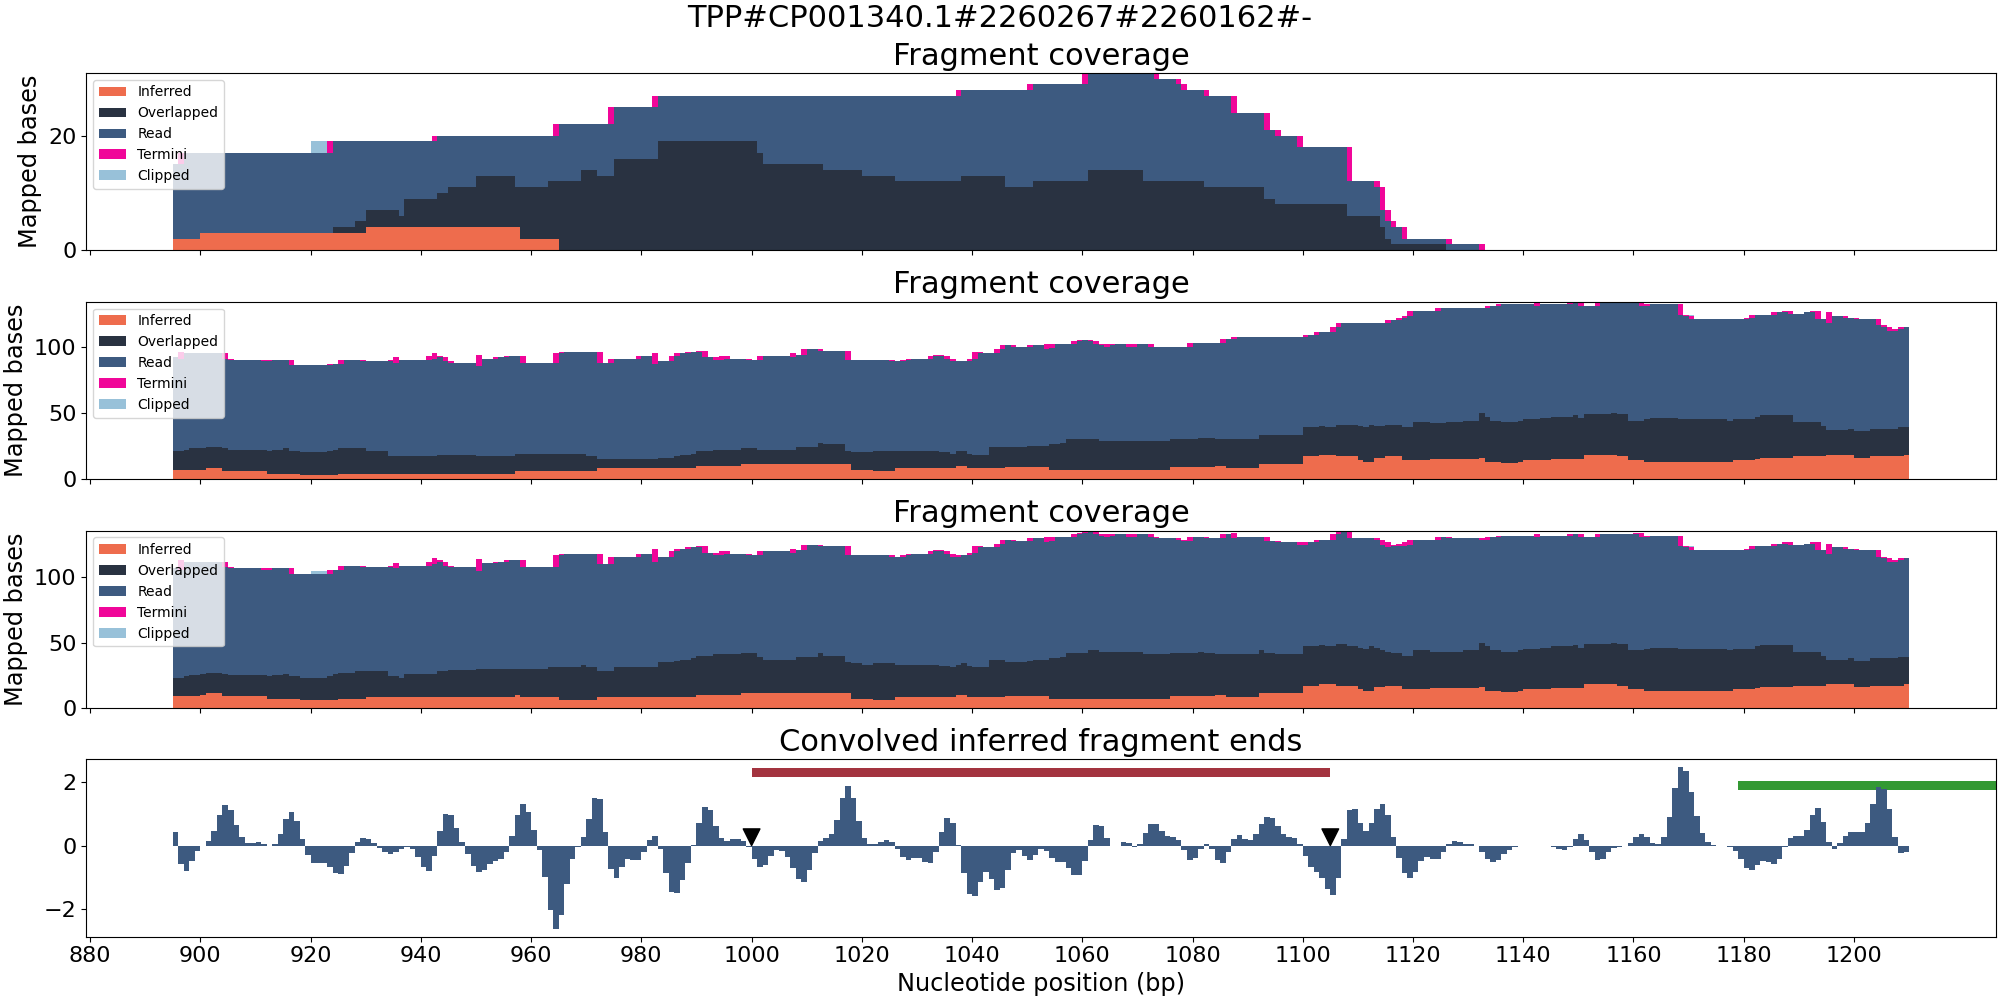 TPP#CP001340.1#2260267#2260162#-
Fragment coverage
Mapped bases
20
0
Inferred
Overlapped
Read
Termini
Clipped
Fragment coverage
Mapped bases
100
50
0
Inferred
Overlapped
Read
Termini
Clipped
Fragment coverage
Mapped bases
100
50
0
Inferred
Overlapped
Read
Termini
Clipped
Convolved inferred fragment ends
2
0
−2
880 900 920 940 960 980 1000 1020 1040 1060 1080 1100 1120 1140 1160 1180 1200
Nucleotide position (bp)